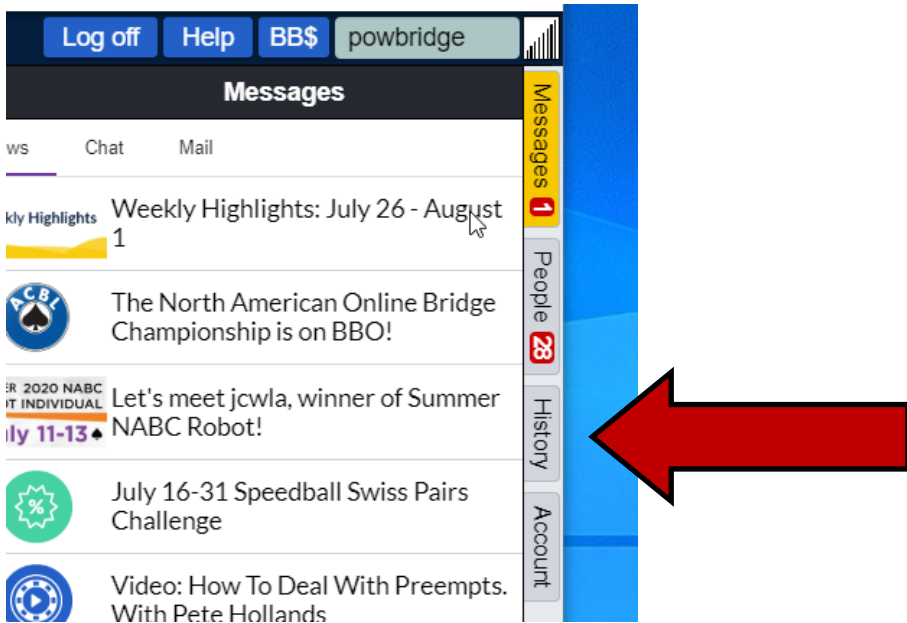 Log off Help BB$ powbridge
Messages
ws Chat Mail
kly Highlights
Weekly Highlights: July 26 - August
1
ACBL
The North American Online Bridge
Championship is on BBO!
ER 2020 NABC
OT INDIVIDUAL
ly 11-13
Let's meet jcwla, winner of Summer
NABC Robot!
%
July 16-31 Speedball Swiss Pairs
Challenge
Video: How To Deal With Preempts.
With Pete Hollands
Messages 1
People 28
History
Account